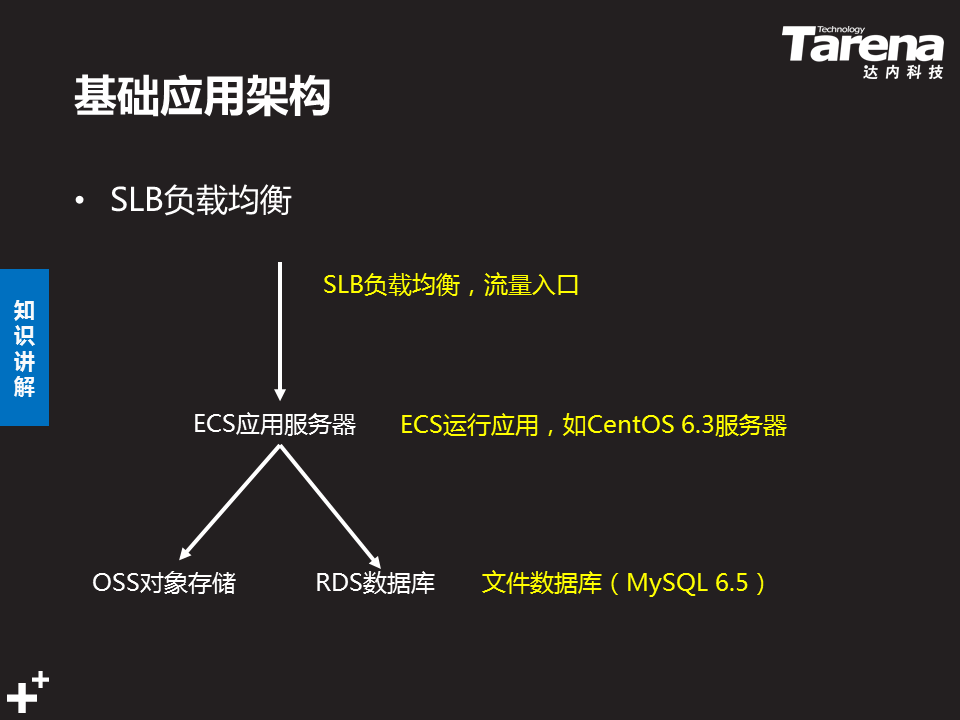 Technology
Tarena
达内科技
基础应用架构
• SLB负载均衡
SLB负载均衡，流量入口
知
识
讲
解
ECS应用服务器 ECS运行应用，如CentOS 6.3服务器
OSS对象存储 RDS数据库 文件数据库（MySQL 6.5）